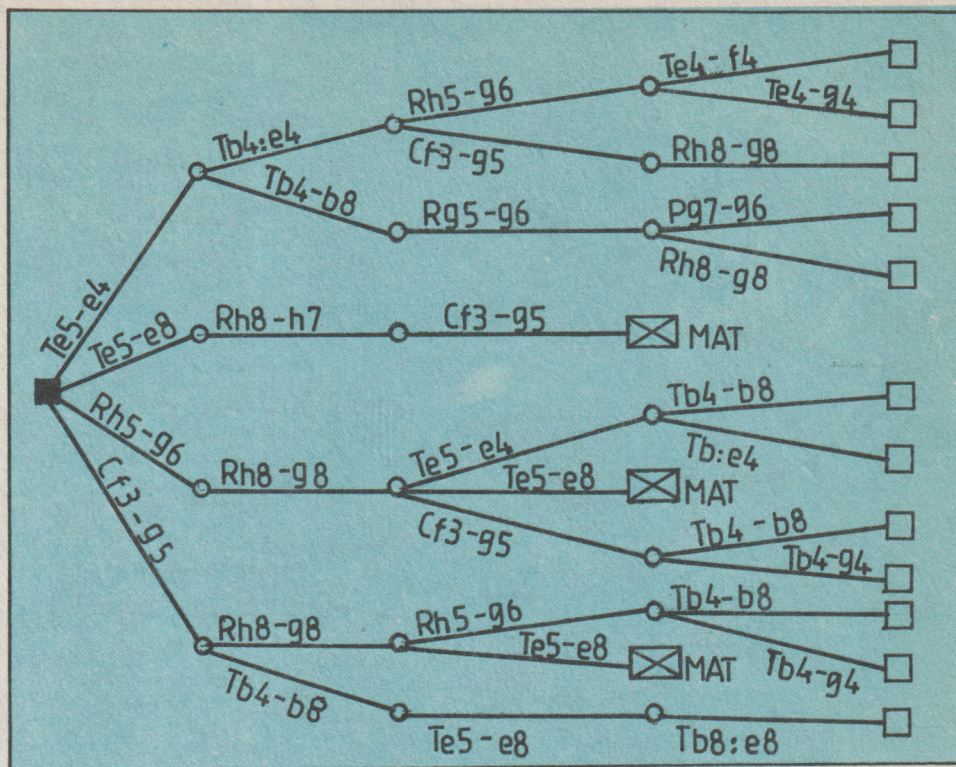 Te4-f4
Te4-g4
Rh5-g6
Cf3-g5
Rh8-g8
Tb4:e4
Tb4-b8
Rg5-g6
Pg7-g6
Rh8-g8
Te5-e4
Te5-e8
Rh8-h7
Cf3-g5
MAT
Rh5-g6
Rh8-g8
Te5-e4
Tb4-b8
Tb:e4
Te5-e8
MAT
Cf3-g5
Tb4-b8
Tb4-g4
Cf3-g5
Rh8-g8
Rh5-g6
Tb4-b8
Tb4-g4
Te5-e8
MAT
Tb4-b8
Te5-e8
Tb8:e8